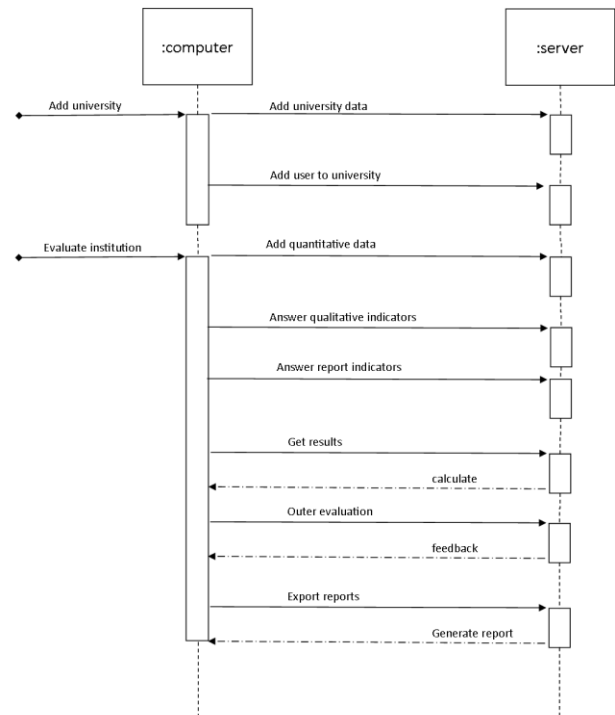 :computer
:server
Add university
Add university data
Add user to university
Evaluate institution
Add quantitative data
Answer qualitative indicators
Answer report indicators
Get results
calculate
Outer evaluation
feedback
Export reports
Generate report